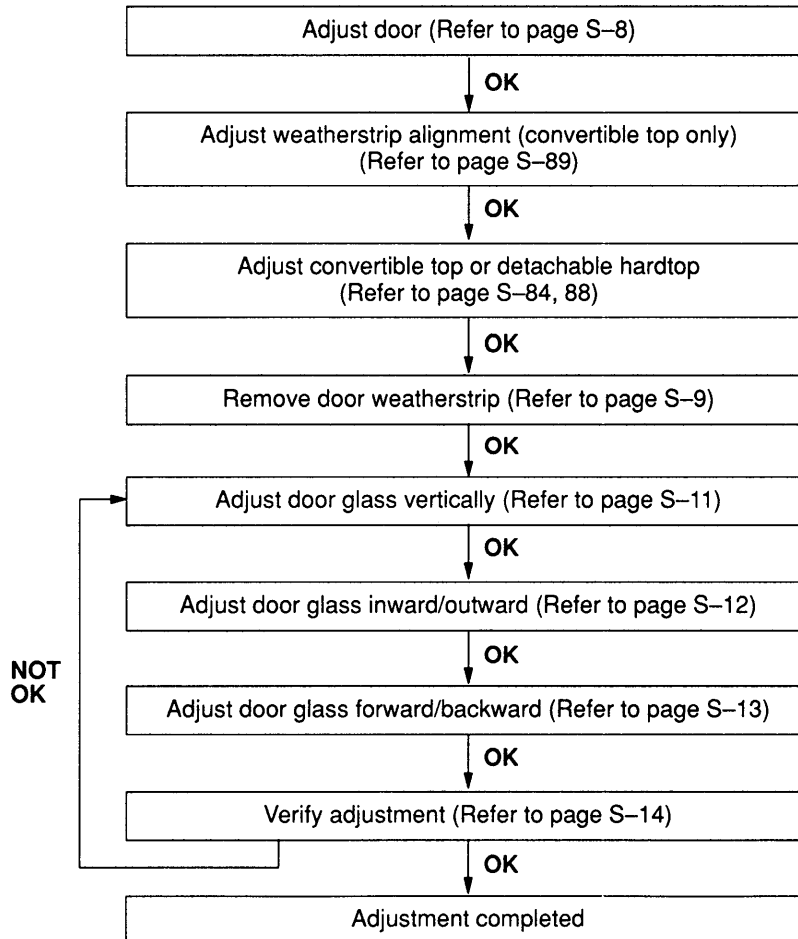 Adjust door (Refer to page S–8)
OK
Adjust weatherstrip alignment (convertible top only)
(Refer to page S–89)
OK
Adjust convertible top or detachable hardtop
(Refer to page S–84, 88)
OK
Remove door weatherstrip (Refer to page S–9)
OK
Adjust door glass vertically (Refer to page S–11)
OK
Adjust door glass inward/outward (Refer to page S–12)
OK
NOT
OK
Adjust door glass forward/backward (Refer to page S–13)
OK
Verify adjustment (Refer to page S–14)
OK
Adjustment completed